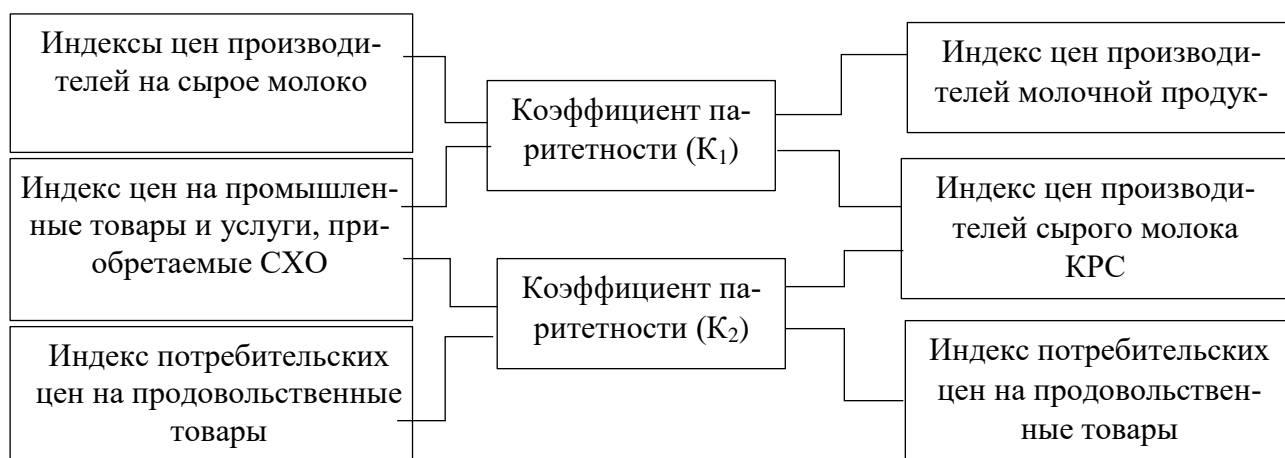 Индексы цен производи-
телей на сырое молоко
Индекс цен на промышлен-
ные товары и услуги, при-
обретаемые СХО
Индекс потребительских
цен на продовольственные
товары
Коэффициент па-
ритетности (К₁)
Коэффициент па-
ритетности (К₂)
Индекс цен производи-
телей молочной продук-
Индекс цен производи-
телей сырого молока
КРС
Индекс потребительских
цен на продовольствен-
ные товары